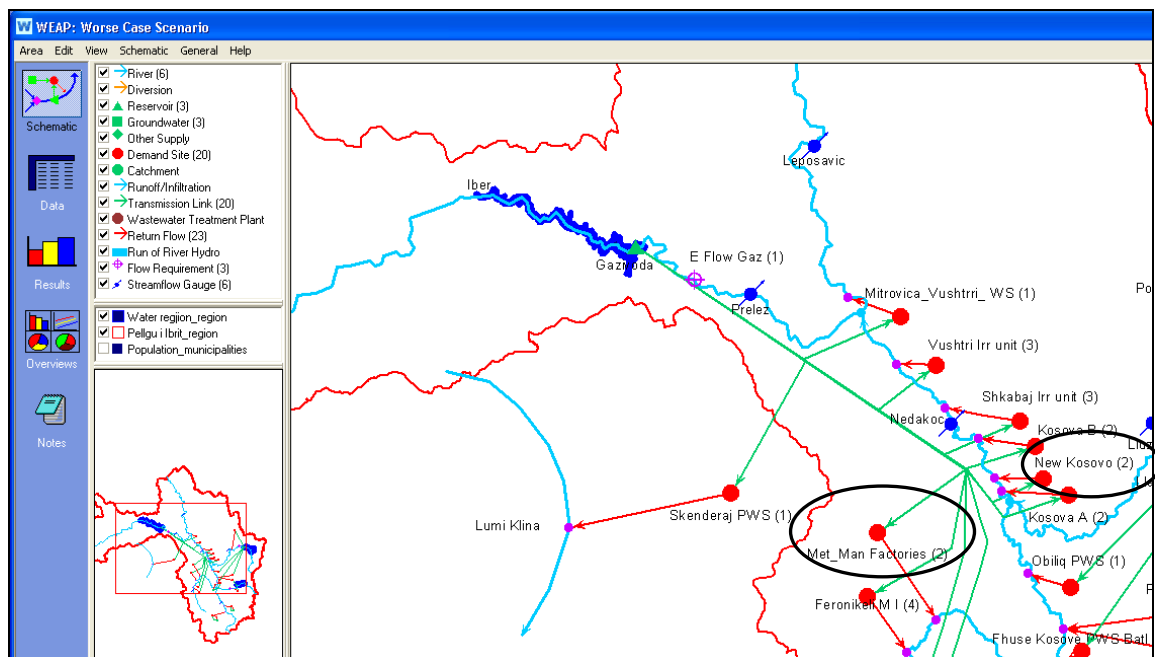 WEAP: Worse Case Scenario
Area Edit View Schematic General Help
Schematic
Data
Results
Overviews
Notes
River (6)
Diversion
Reservoir (3)
Groundwater (3)
Other Supply
Demand Site (20)
Catchment
Runoff/Infiltration
Transmission Link (20)
Wastewater Treatment Plant
Return Flow (23)
Run of River Hydro
Flow Requirement (3)
Streamflow Gauge (6)
Water regjion_region
Pellgu i Ibrit_region
Population_municipalities
Leposavic
Iber
Gazmoda
E Flow Gaz (1)
Prelez
Mitrovica_Vushtrri_ WS (1)
Vushtri Irr unit (3)
Shkabaj Irr unit (3)
Nedakoc
Kosova B (2)
New Kosovo (2)
Kosova A (2)
Skenderaj PWS (1)
Lumi Klina
Met_Man Factories (2)
Obiliq PWS (1)
Feronikeli M I (4)
Fhuse Kosove PWS Batl